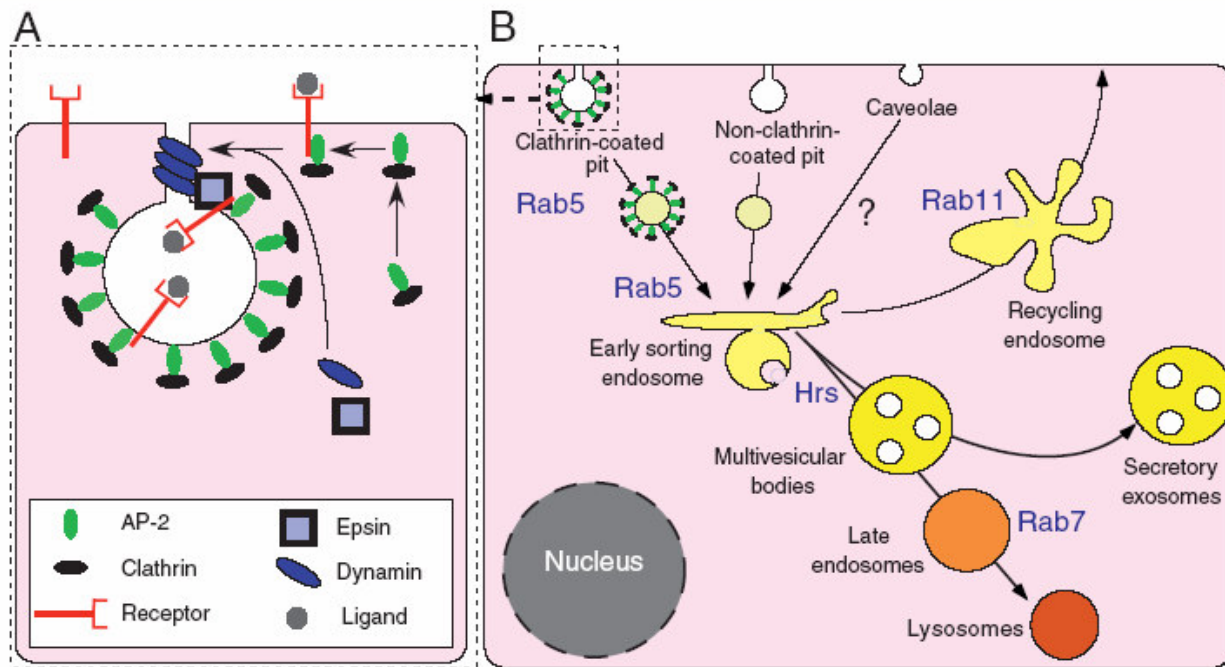 A
AP-2
Clathrin
Receptor
Epsin
Dynamin
Ligand
B
Clathrin-coated
pit
Non-clathrin-
coated pit
Caveolae
Rab5
?
Rab11
Recycling
endosome
Rab5
Early sorting
endosome
Hrs
Multivesicular
bodies
Secretory
exosomes
Rab7
Late
endosomes
Nucleus
Lysosomes